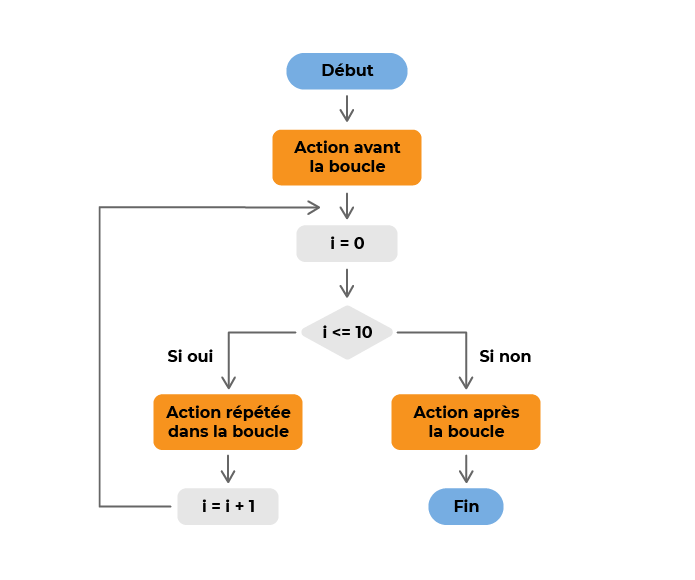 Début
Action avant
la boucle
i = 0
i <= 10
Si oui
Si non
Action répétée
dans la boucle
Action après
la boucle
i = i + 1
Fin